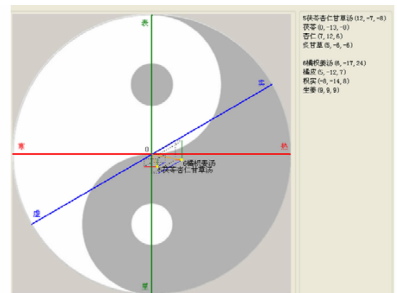 表
实
0
寒
热
6橘枳姜汤
5茯苓杏仁甘草汤
虚
里
5茯苓杏仁甘草汤(12,-7,-8)
茯苓(0,-13,-9)
杏仁(7,12,6)
炙甘草(5,-6,-5)
6橘枳姜汤(6,-17,24)
橘皮(5,-12,7)
枳实(-8,-14,8)
生姜(9,9,9)